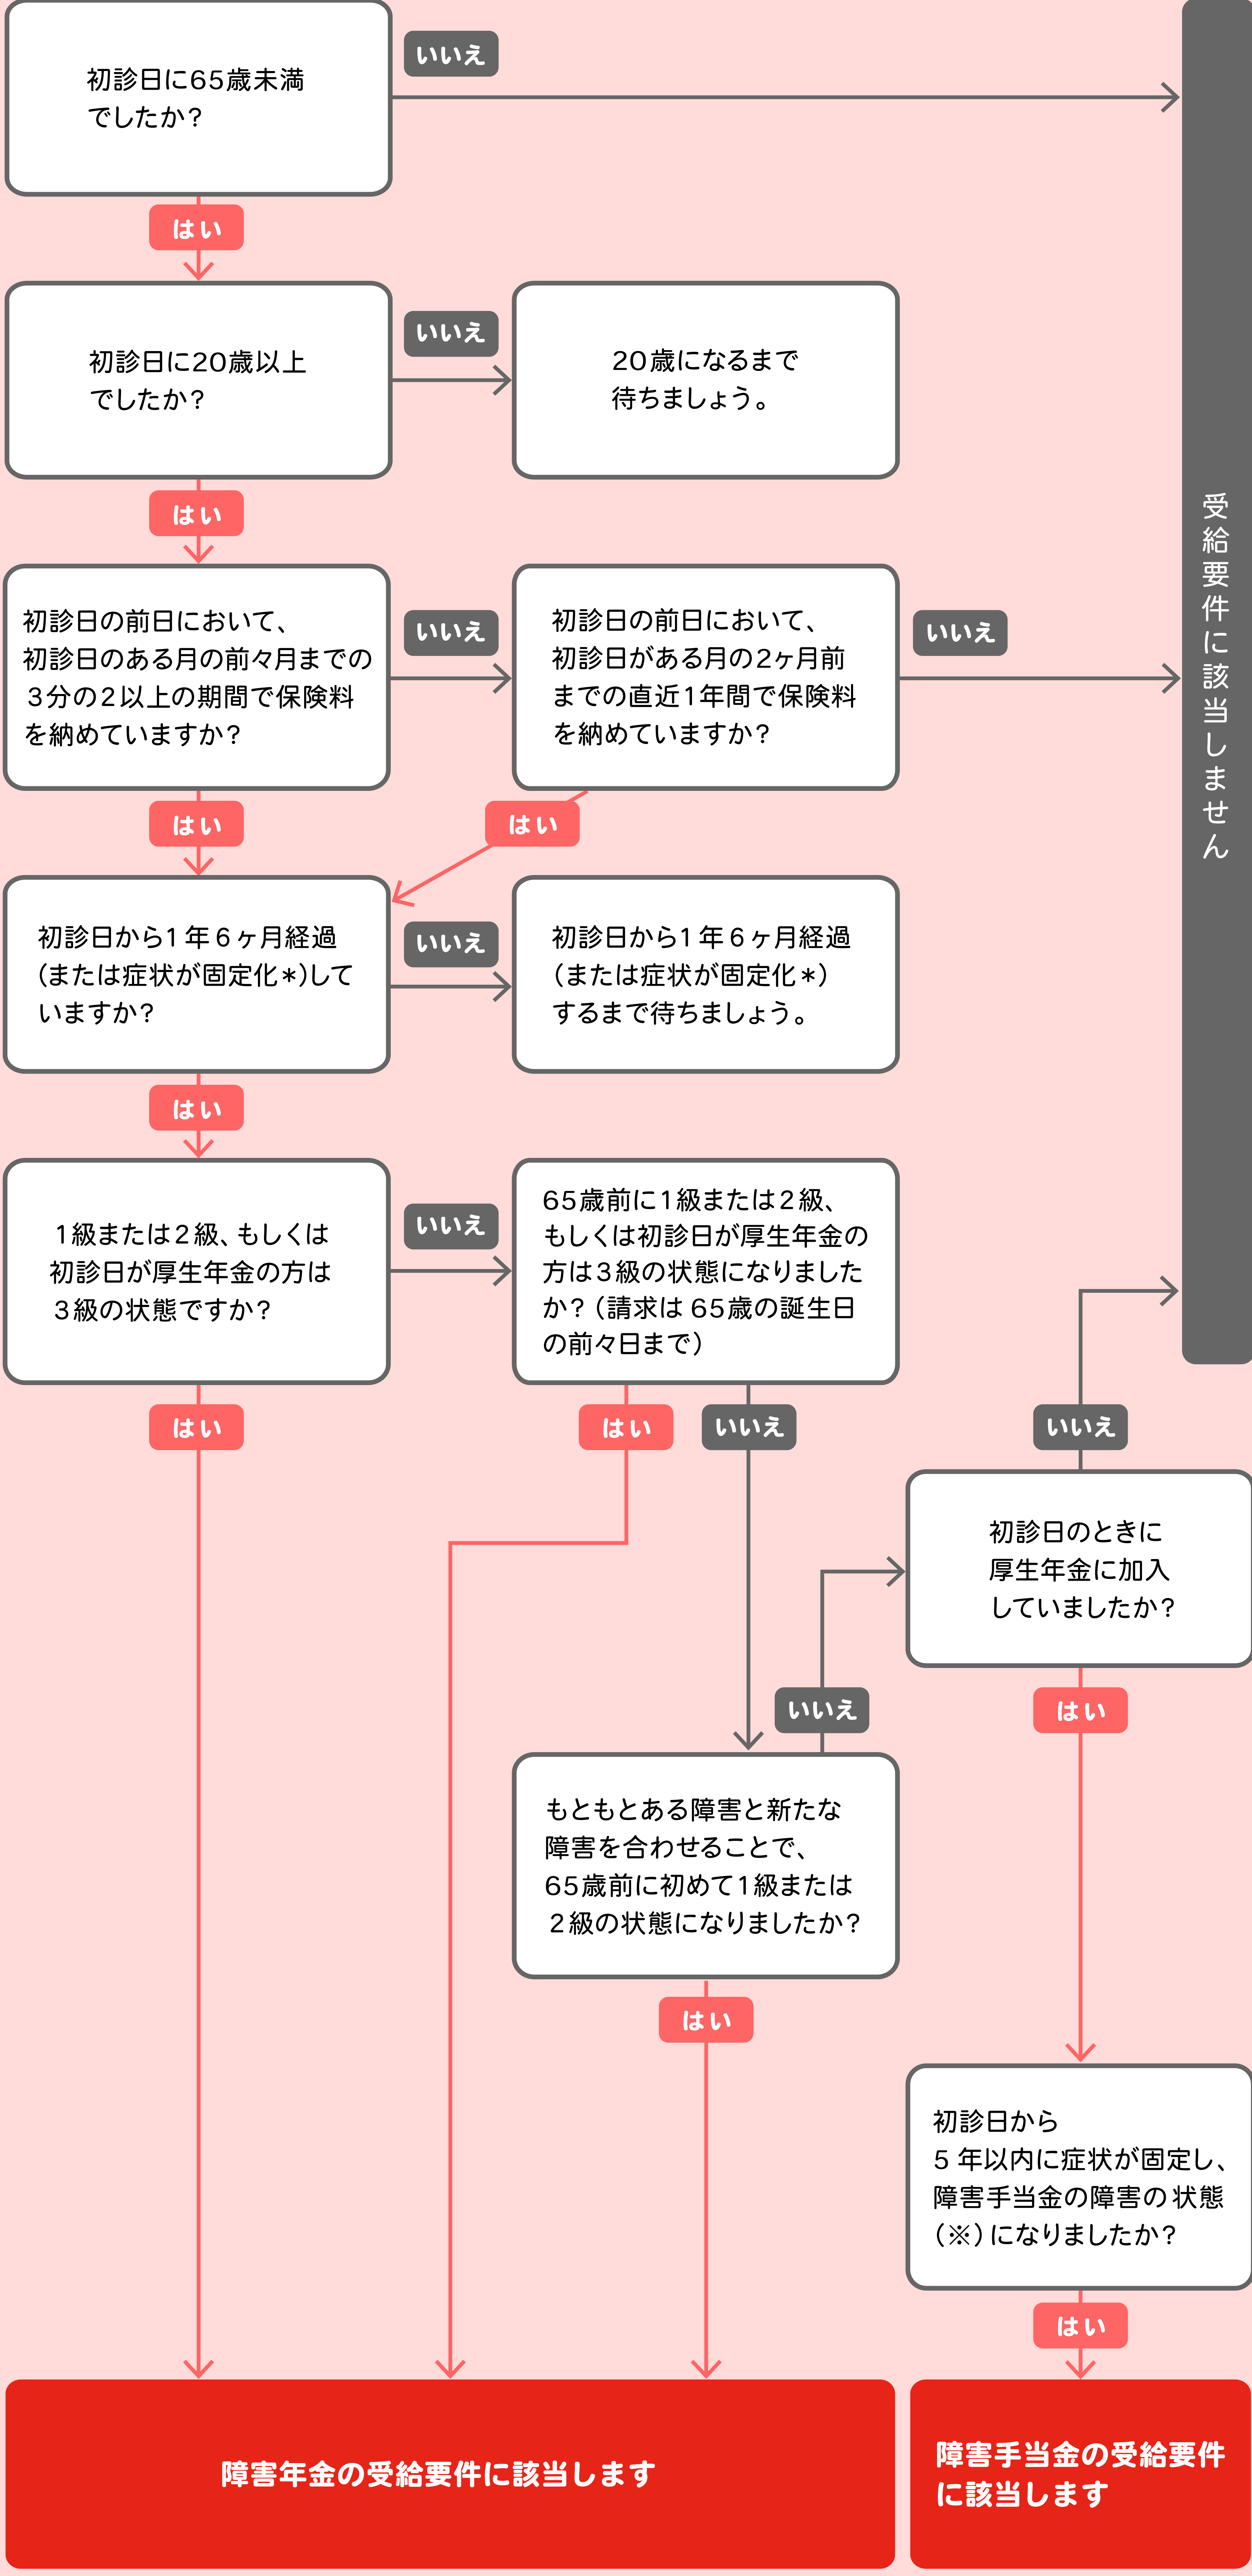 初診日に65歳未満
でしたか？
いいえ
はい
初診日に20歳以上
でしたか？
いいえ
20歳になるまで
待ちましょう。
はい
初診日の前日において、
初診日のある月の前々月までの
3分の2以上の期間で保険料
を納めていますか？
いいえ
初診日の前日において、
初診日がある月の2ヶ月前
までの直近1年間で保険料
を納めていますか？
いいえ
受給要件に該当しません
はい
はい
初診日から1年6ヶ月経過
(または症状が固定化＊)して
いますか？
いいえ
初診日から1年6ヶ月経過
（または症状が固定化＊）
するまで待ちましょう。
はい
1級または2級、もしくは
初診日が厚生年金の方は
3級の状態ですか？
いいえ
65歳前に1級または2級、
もしくは初診日が厚生年金の
方は3級の状態になりました
か？（請求は 65歳の誕生日
の前々日まで）
はい
はい
いいえ
いいえ
初診日のときに
厚生年金に加入
していましたか？
いいえ
はい
もともとある障害と新たな
障害を合わせることで、
65歳前に初めて1級または
2級の状態になりましたか？
はい
初診日から
5 年以内に症状が固定し、
障害手当金の障害の状態
（※）になりましたか？
はい
障害年金の受給要件に該当します
障害手当金の受給要件
に該当します